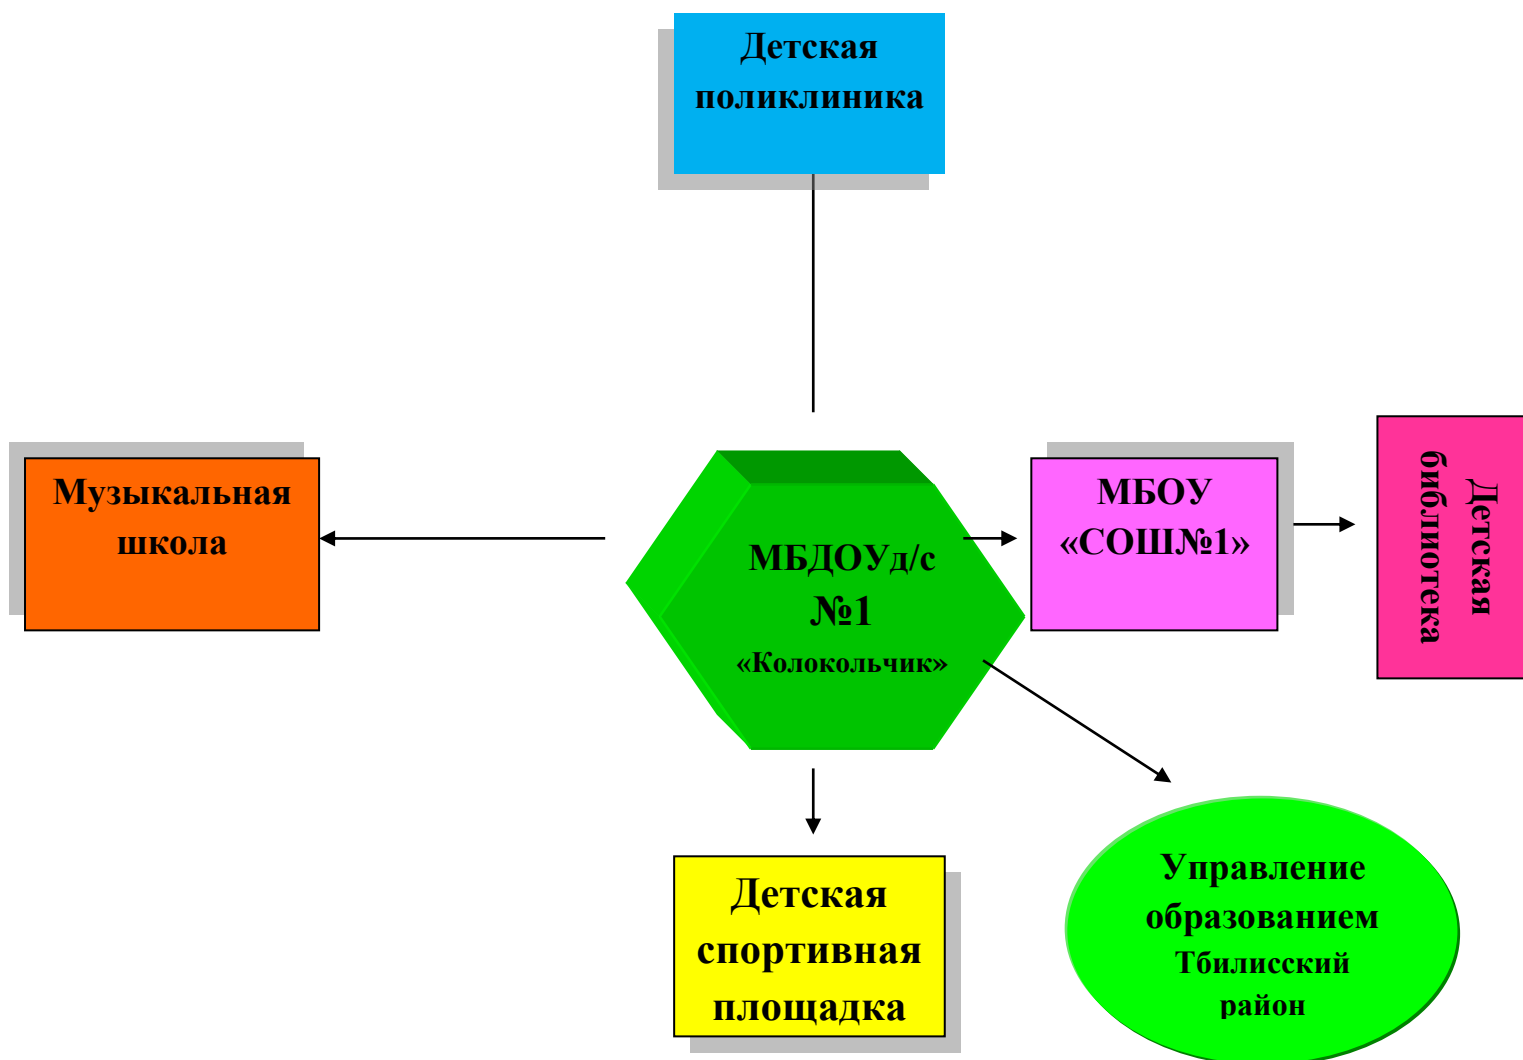 Детская
поликлиника
Музыкальная
школа
МБДОУд/с
№1
«Колокольчик»
МБОУ
«СОШ№1»
Детская
библиотека
Детская
спортивная
площадка
Управление
образованием
Тбилисский
район